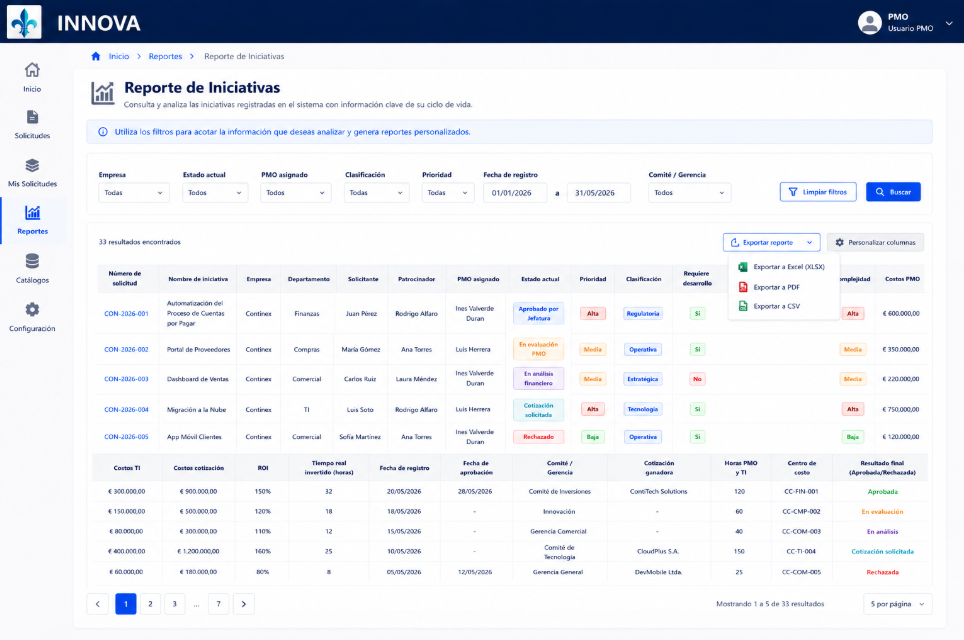 INNOVA
PMO
Usuario PMO
Inicio
Solicitudes
Mis Solicitudes
Reportes
Catálogos
Configuración
Inicio > Reportes > Reporte de Iniciativas
Reporte de Iniciativas
Consulta y analiza las iniciativas registradas en el sistema con información clave de su ciclo de vida.
Utiliza los filtros para acotar la información que deseas analizar y genera reportes personalizados.
Empresa Estado actual PMO asignado Clasificación Prioridad Fecha de registro Comité / Gerencia
Todas Todos Todos Todas Todas 01/01/2026 a 31/05/2026 Todos Limpiar filtros Buscar
33 resultados encontrados
Exportar reporte Personalizar columnas
Exportar a Excel (XLSX)
Exportar a PDF
Exportar a CSV
Número de solicitud Nombre de iniciativa Empresa Departamento Solicitante Patrocinador PMO asignado Estado actual Prioridad Clasificación Requiere desarrollo mplejidad Costos PMO
CON-2026-001 Automatización del Proceso de Cuentas por Pagar Continex Finanzas Juan Pérez Rodrigo Alfaro Ines Valverde Duran Aprobado por Jefatura Alta Regulatoria Si Alta € 600.000,00
CON-2026-002 Portal de Proveedores Continex Compras María Gómez Ana Torres Luis Herrera En evaluación PMO Media Operativa Si Media € 350.000,00
CON-2026-003 Dashboard de Ventas Continex Comercial Carlos Ruiz Laura Méndez Ines Valverde Duran En análisis financiero Media Estratégica No Media € 220.000,00
CON-2026-004 Migración a la Nube Continex TI Luis Soto Rodrigo Alfaro Luis Herrera Cotización solicitada Alta Tecnología Si Alta € 750.000,00
CON-2026-005 App Móvil Clientes Continex Comercial Sofía Martínez Ana Torres Ines Valverde Duran Rechazado Baja Operativa Si Baja € 120.000,00
Costos TI Costos cotización ROI Tiempo real invertido (horas) Fecha de registro Fecha de aprobación Comité / Gerencia Cotización ganadora Horas PMO y TI Centro de costo Resultado final (Aprobada/Rechazada)
€ 300.000,00 € 900.000,00 150% 32 20/05/2026 28/05/2026 Comité de Inversiones ContiTech Solutions 120 CC-FIN-001 Aprobada
€ 150.000,00 € 500.000,00 120% 18 18/05/2026 - Innovación - 60 CC-CMP-002 En evaluación
€ 80.000,00 € 300.000,00 110% 12 15/05/2026 - Gerencia Comercial - 40 CC-COM-003 En análisis
€ 400.000,00 € 1.200.000,00 160% 25 10/05/2026 - Comité de Tecnología CloudPlus S.A. 150 CC-TI-004 Cotización solicitada
€ 60.000,00 € 180.000,00 80% 8 05/05/2026 12/05/2026 Gerencia General DevMobile Ltda. 25 CC-COM-005 Rechazada
< 1 2 3 ... 7 >
Mostrando 1 a 5 de 33 resultados
5 por página